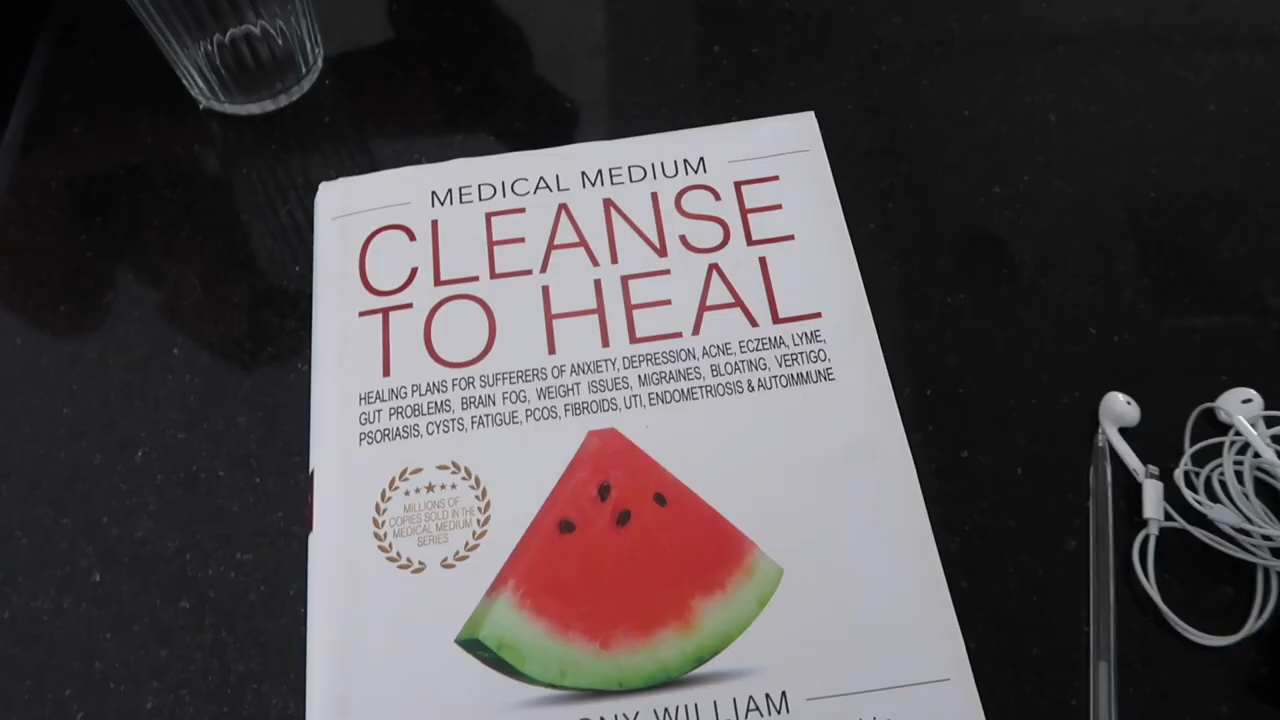 MEDICAL MEDIUM
CLEANSE
TO HEAL
HEALING PLANS FOR SUFFERERS OF ANXIETY, DEPRESSION, ACNE, ECZEMA, LYME,
GUT PROBLEMS, BRAIN FOG, WEIGHT ISSUES, MIGRAINES, BLOATING, VERTIGO,
PSORIASIS, CYSTS, FATIGUE, PCOS, FIBROIDS, UTI, ENDOMETRIOSIS & AUTOIMMUNE
MILLIONS OF
COPIES SOLD IN THE
MEDICAL MEDIUM
SERIES
WILLIAM